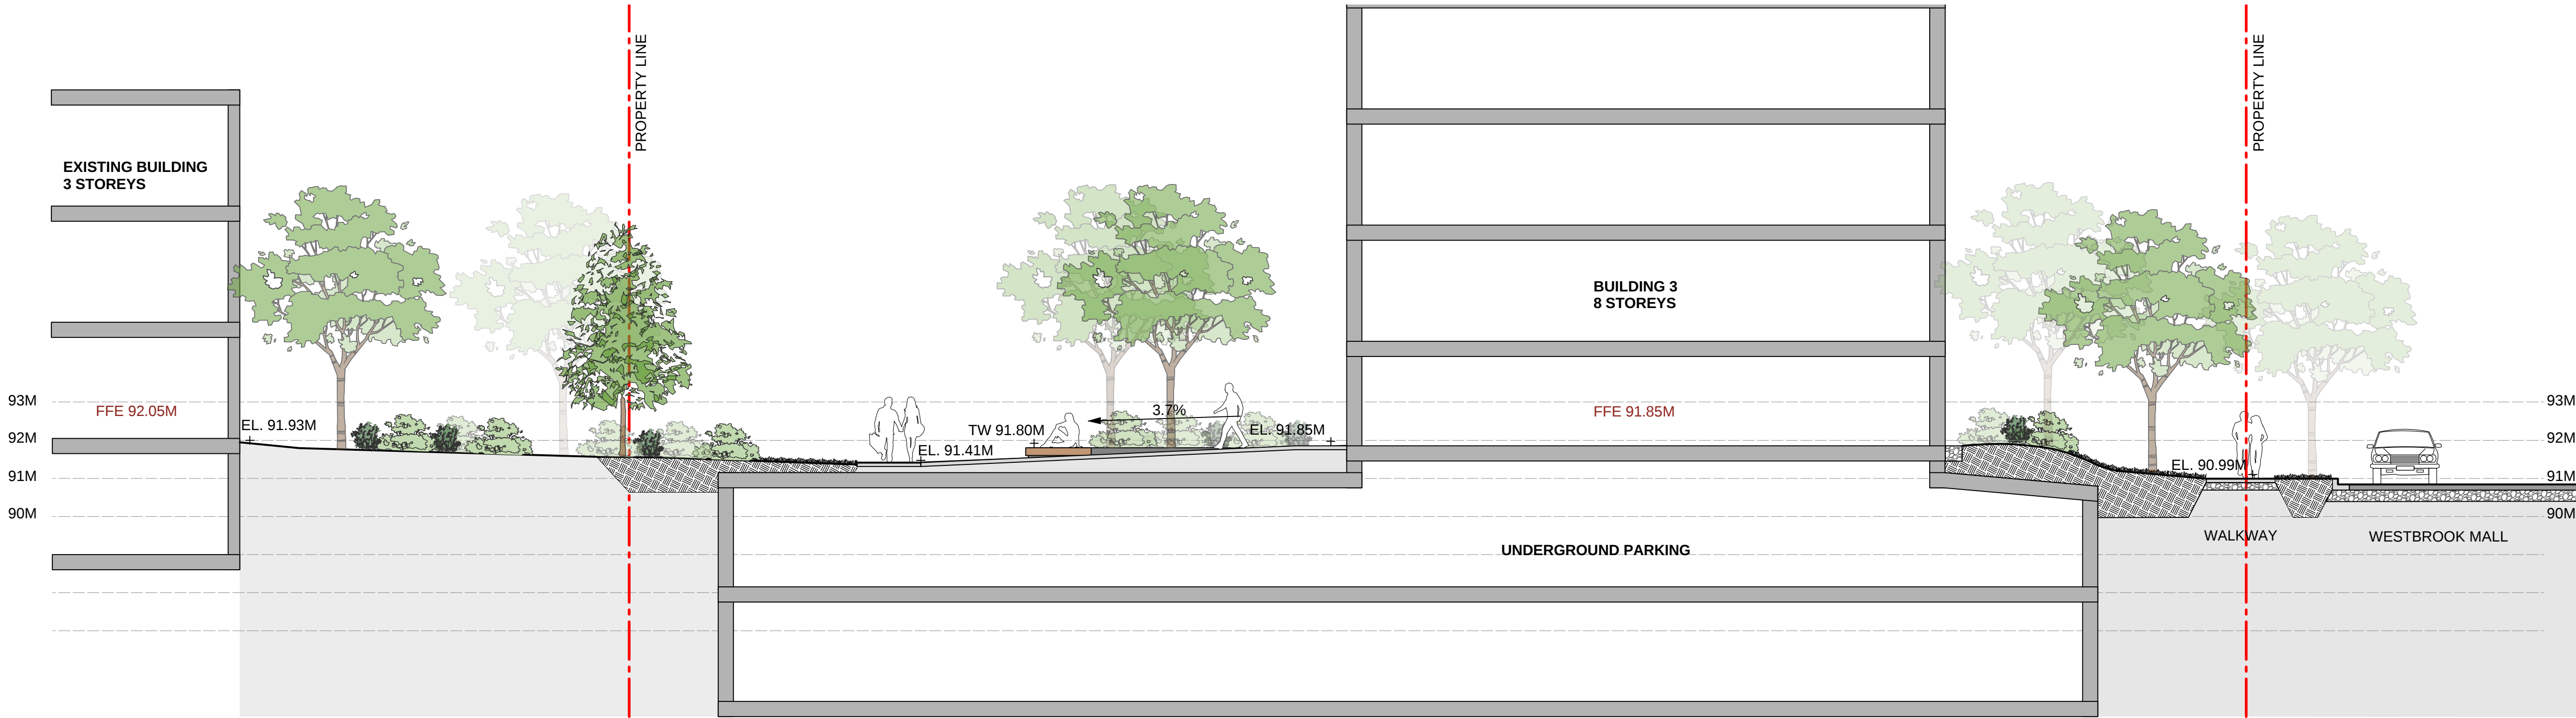 PROPERTY LINE
PROPERTY LINE
EXISTING BUILDING
3 STOREYS
BUILDING 3
8 STOREYS
93M
FFE 92.05M
3.7%
FFE 91.85M
93M
EL. 91.93M
TW 91.80M
EL. 91.85M
92M
92M
EL. 91.41M
EL. 90.99M
91M
91M
90M
90M
WALKWAY
WESTBROOK MALL
UNDERGROUND PARKING